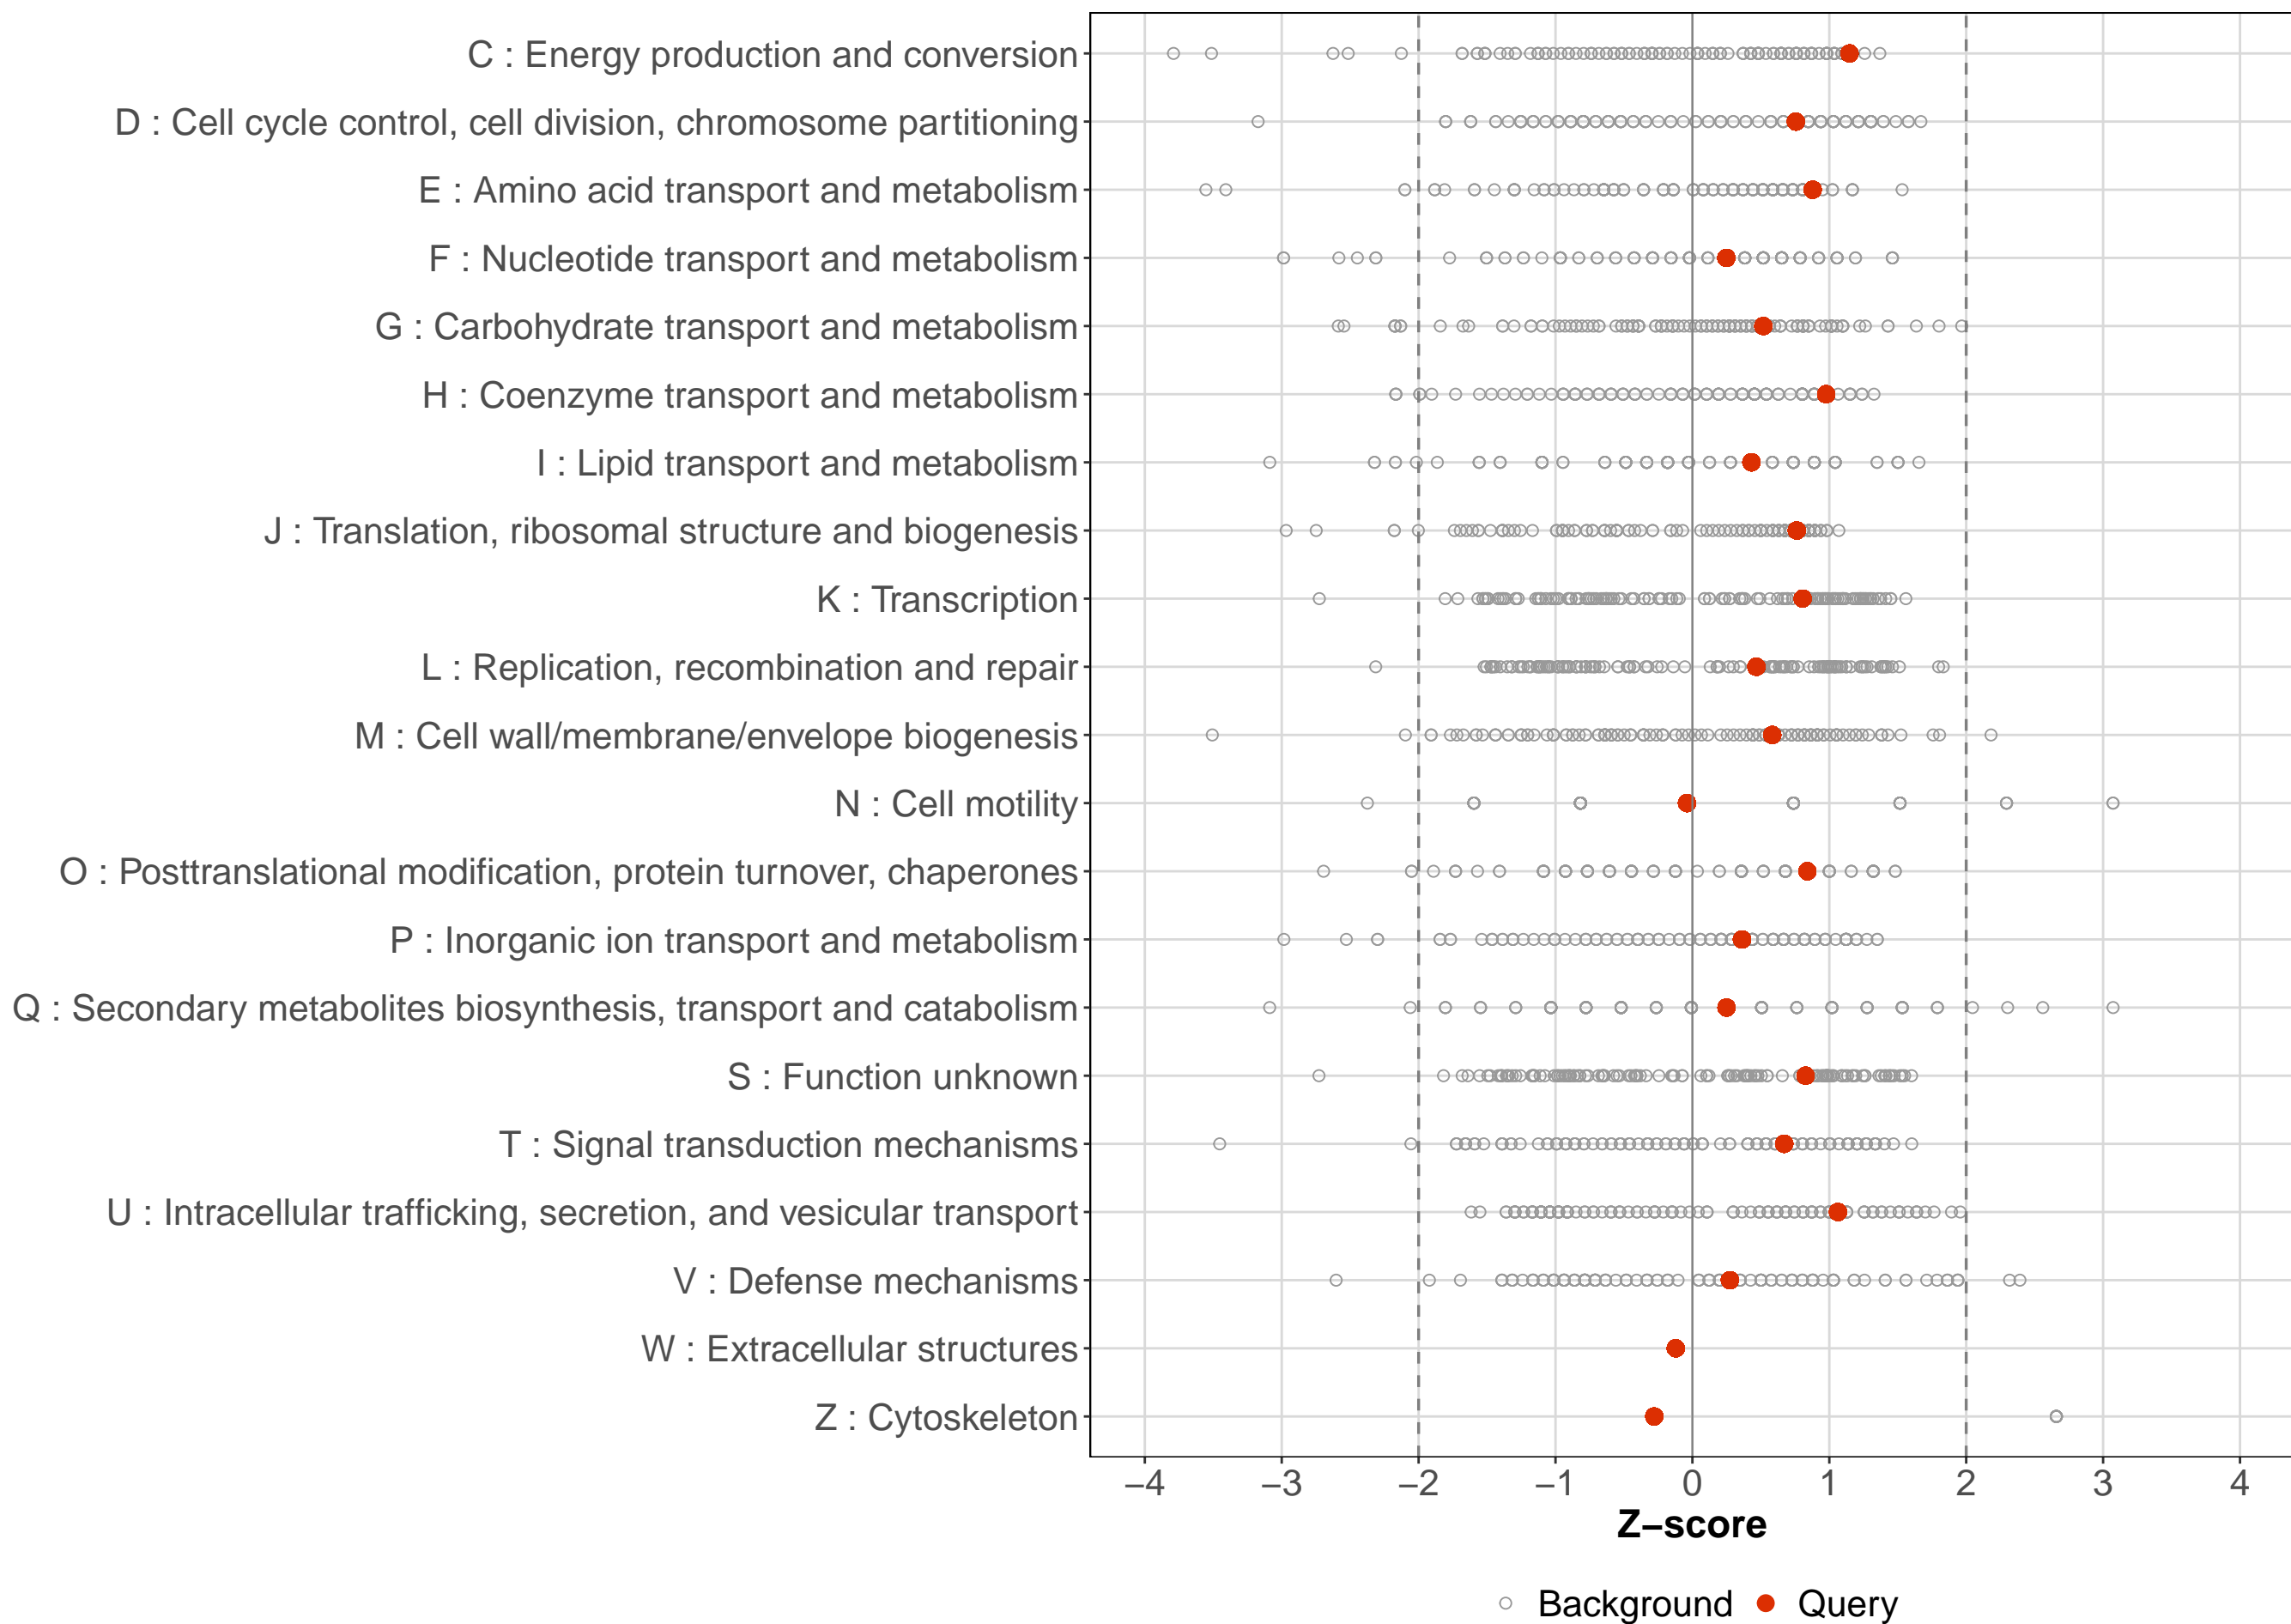 C : Energy production and conversion
D : Cell cycle control, cell division, chromosome partitioning
E : Amino acid transport and metabolism
F : Nucleotide transport and metabolism
G : Carbohydrate transport and metabolism
H : Coenzyme transport and metabolism
I : Lipid transport and metabolism
J : Translation, ribosomal structure and biogenesis
K : Transcription
L : Replication, recombination and repair
M : Cell wall/membrane/envelope biogenesis
N : Cell motility
O : Posttranslational modification, protein turnover, chaperones
P : Inorganic ion transport and metabolism
Q : Secondary metabolites biosynthesis, transport and catabolism
S : Function unknown
T : Signal transduction mechanisms
U : Intracellular trafficking, secretion, and vesicular transport
V : Defense mechanisms
W : Extracellular structures
Z : Cytoskeleton
−4 −3 −2 −1 0 1 2 3 4
Z−score
Background Query